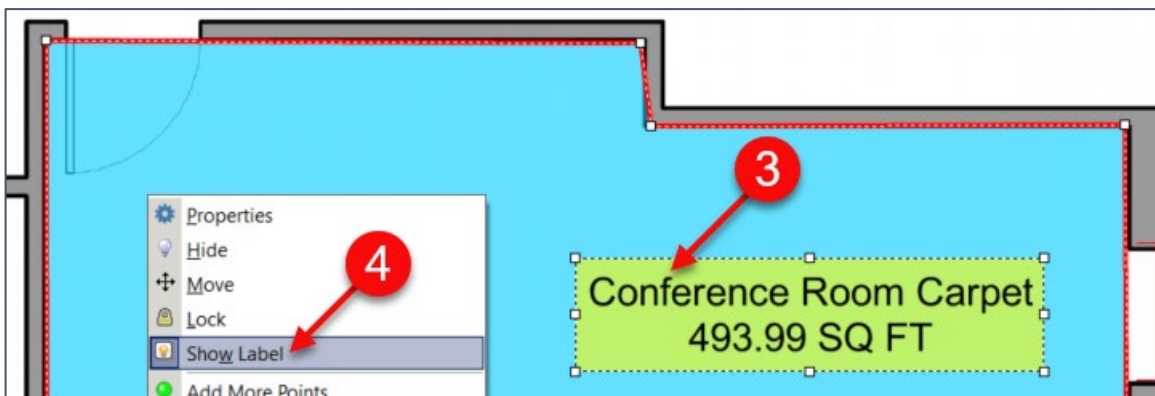 3
Properties
Hide
4
Conference Room Carpet
Move
493.99 SQ FT
Lock
Show Label
Add More Points